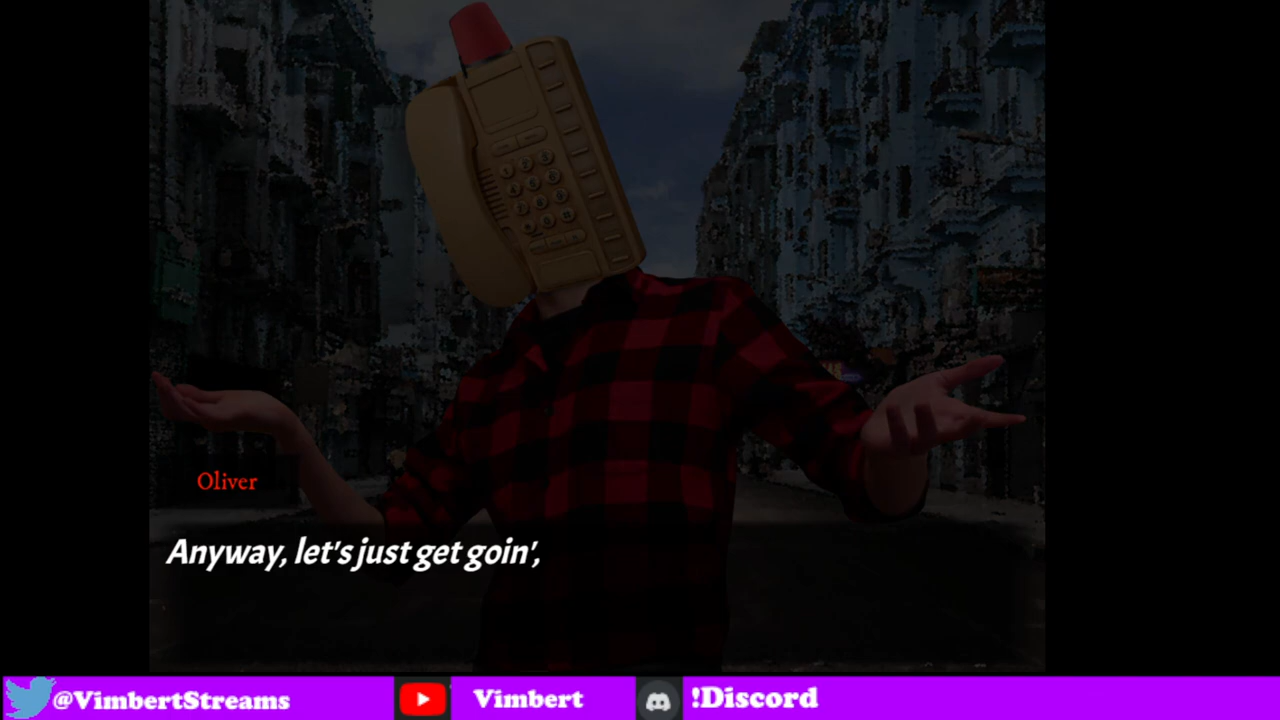 Oliver
Anyway, let's just get goin',
@VimbertStreams
Vimbert
!Discord